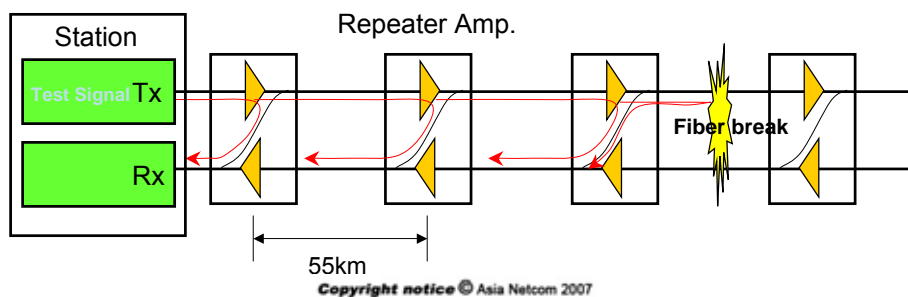 Station
Repeater Amp.
Test Signal Tx
Fiber break
Rx
55km
Copyright notice © Asia Netcom 2007